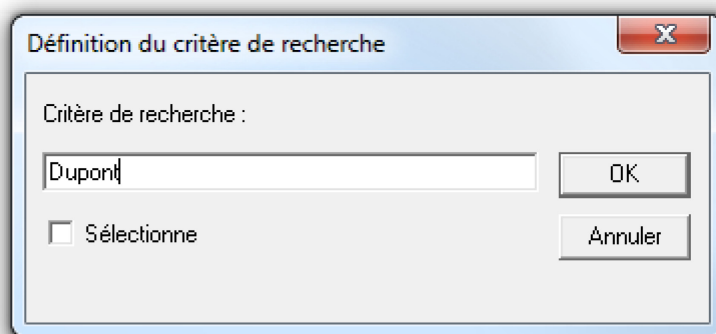 Définition du critère de recherche
Critère de recherche :
Dupont
OK
Sélectionne
Annuler